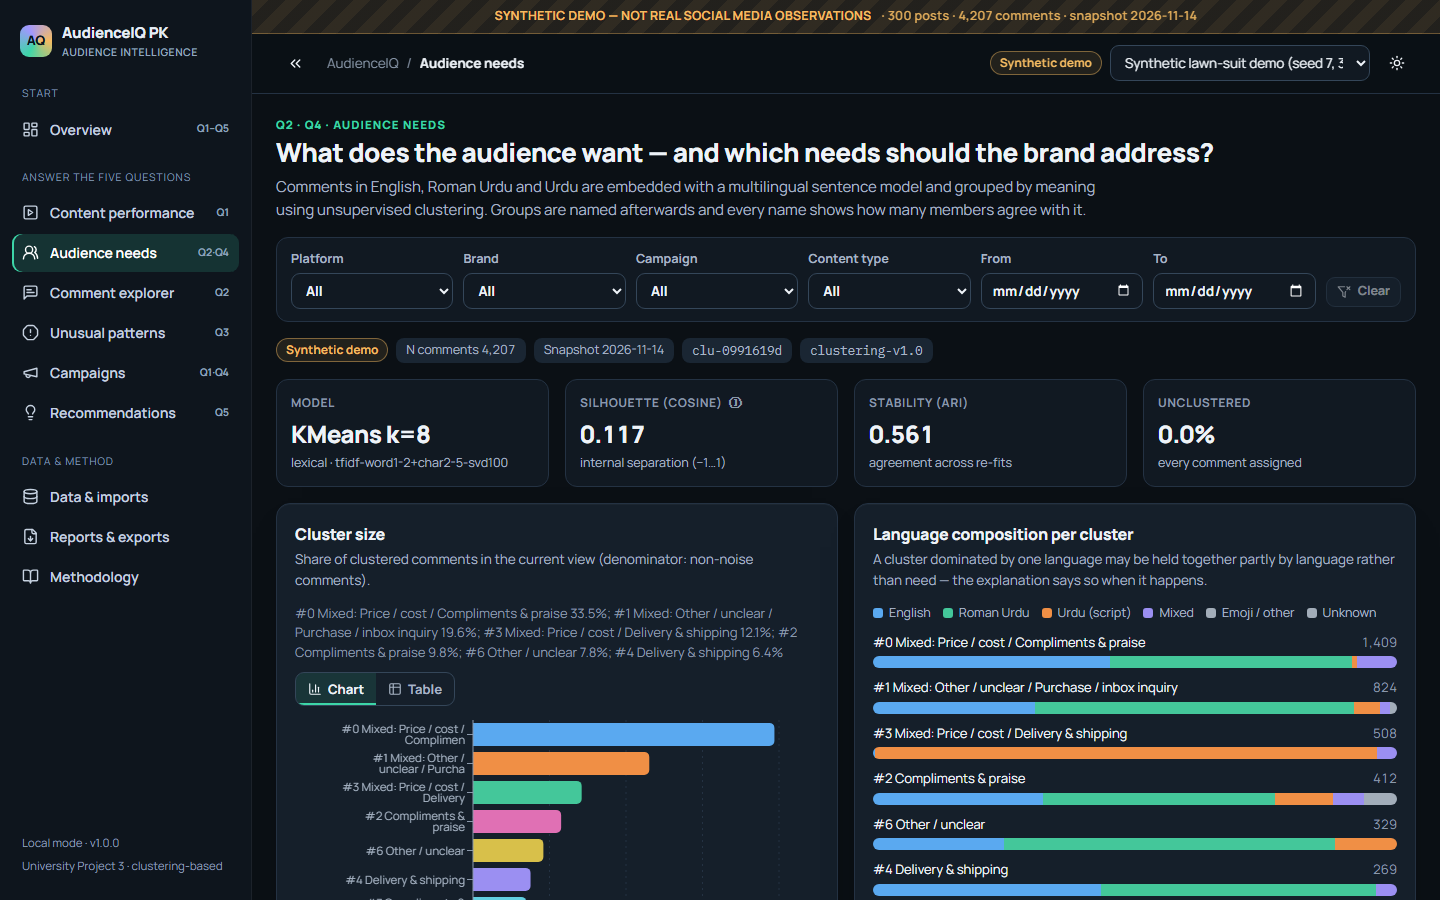 AQ
AudienceIQ PK
AUDIENCE INTELLIGENCE
START
Overview Q1–Q5
ANSWER THE FIVE QUESTIONS
Content performance Q1
Audience needs Q2·Q4
Comment explorer Q2
Unusual patterns Q3
Campaigns Q1·Q4
Recommendations Q5
DATA & METHOD
Data & imports
Reports & exports
Methodology
Local mode · v1.0.0
University Project 3 · clustering-based
SYNTHETIC DEMO — NOT REAL SOCIAL MEDIA OBSERVATIONS · 300 posts · 4,207 comments · snapshot 2026-11-14
« AudienceIQ / Audience needs
Synthetic demo
Synthetic lawn-suit demo (seed 7, 3
Q2 · Q4 · AUDIENCE NEEDS
What does the audience want — and which needs should the brand address?
Comments in English, Roman Urdu and Urdu are embedded with a multilingual sentence model and grouped by meaning
using unsupervised clustering. Groups are named afterwards and every name shows how many members agree with it.
Platform Brand Campaign Content type From To
All All All All mm/dd/yyyy mm/dd/yyyy Clear
Synthetic demo N comments 4,207 Snapshot 2026-11-14 clu-0991619d clustering-v1.0
MODEL
KMeans k=8
lexical · tfidf-word1-2+char2-5-svd100
SILHOUETTE (COSINE)
0.117
internal separation (−1…1)
STABILITY (ARI)
0.561
agreement across re-fits
UNCLUSTERED
0.0%
every comment assigned
Cluster size
Share of clustered comments in the current view (denominator: non-noise
comments).
#0 Mixed: Price / cost / Compliments & praise 33.5%; #1 Mixed: Other / unclear /
Purchase / inbox inquiry 19.6%; #3 Mixed: Price / cost / Delivery & shipping 12.1%; #2
Compliments & praise 9.8%; #6 Other / unclear 7.8%; #4 Delivery & shipping 6.4%
Chart Table
#0 Mixed: Price / cost /
Complimen
#1 Mixed: Other /
unclear / Purcha
#3 Mixed: Price / cost /
Delivery
#2 Compliments &
praise
#6 Other / unclear
#4 Delivery & shipping
Language composition per cluster
A cluster dominated by one language may be held together partly by language rather
than need — the explanation says so when it happens.
English Roman Urdu Urdu (script) Mixed Emoji / other Unknown
#0 Mixed: Price / cost / Compliments & praise 1,409
#1 Mixed: Other / unclear / Purchase / inbox inquiry 824
#3 Mixed: Price / cost / Delivery & shipping 508
#2 Compliments & praise 412
#6 Other / unclear 329
#4 Delivery & shipping 269